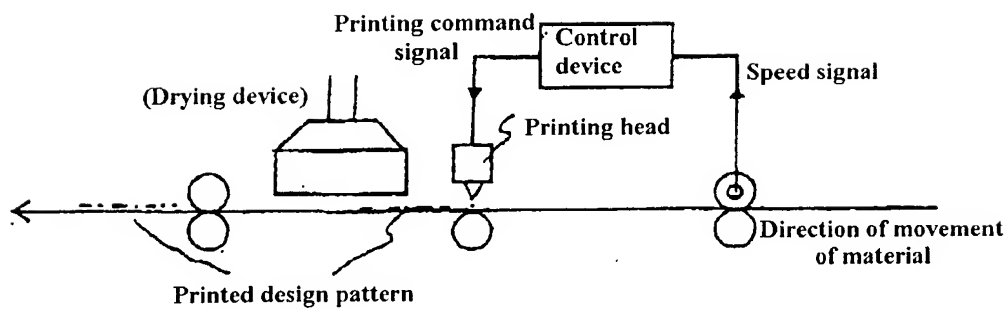 Printing command
signal
Control
device
Speed signal
(Drying device)
Printing head
Direction of movement
of material
Printed design pattern